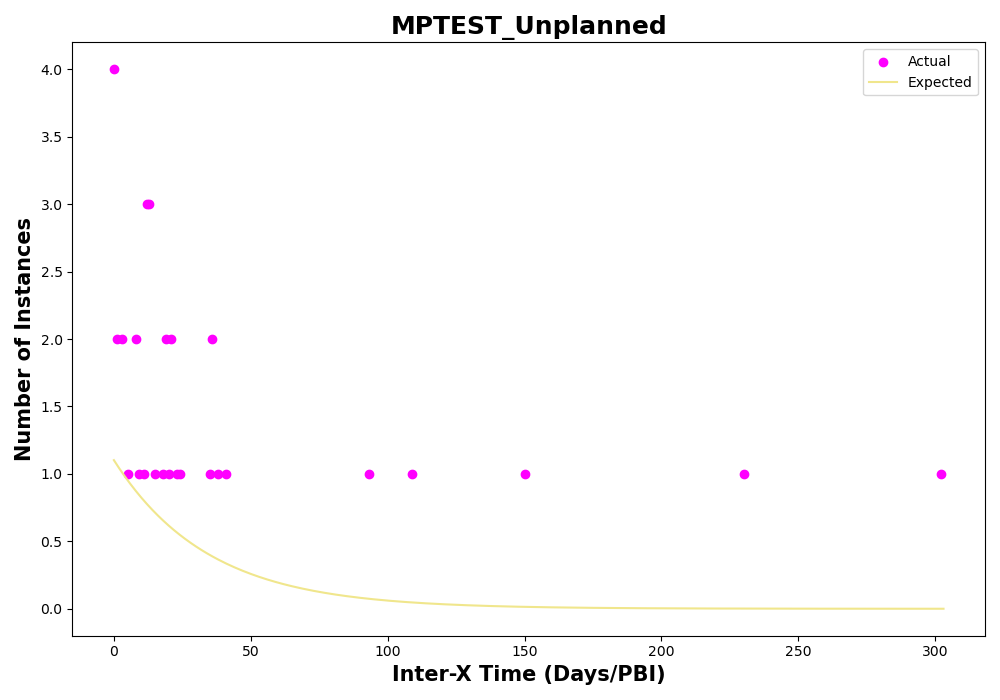 MPTEST_Unplanned
Actual
Expected
4.0
3.5
3.0
2.5
2.0
1.5
1.0
0.5
0.0
Number of Instances
0 50 100 150 200 250 300
Inter-X Time (Days/PBI)